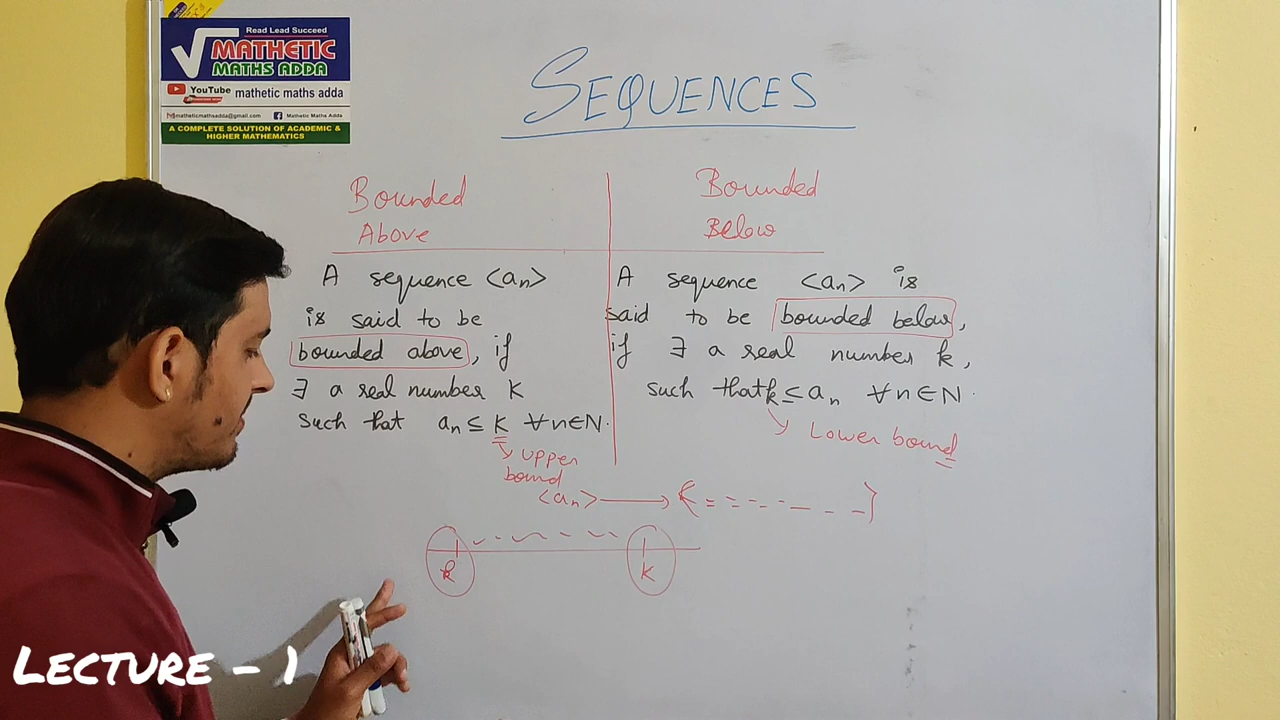 Read Lead Succeed
MATHETIC
MATHS ADDA
YouTube mathetic maths adda
matheticmathsadda@gmail.com Mathetic Maths Adda
A COMPLETE SOLUTION OF ACADEMIC &
HIGHER MATHEMATICS
SEQUENCES
Bounded
Above
A sequence <aₙ>
is said to be
bounded above, if
∃ a real number K
such that aₙ ≤ K ∀ n ∈ N.
upper
bound
Bounded
Below
A sequence <aₙ> is
said to be bounded below,
if ∃ a real number k,
such that k ≤ aₙ ∀ n ∈ N.
Lower bound
<aₙ>
k K
LECTURE - 1